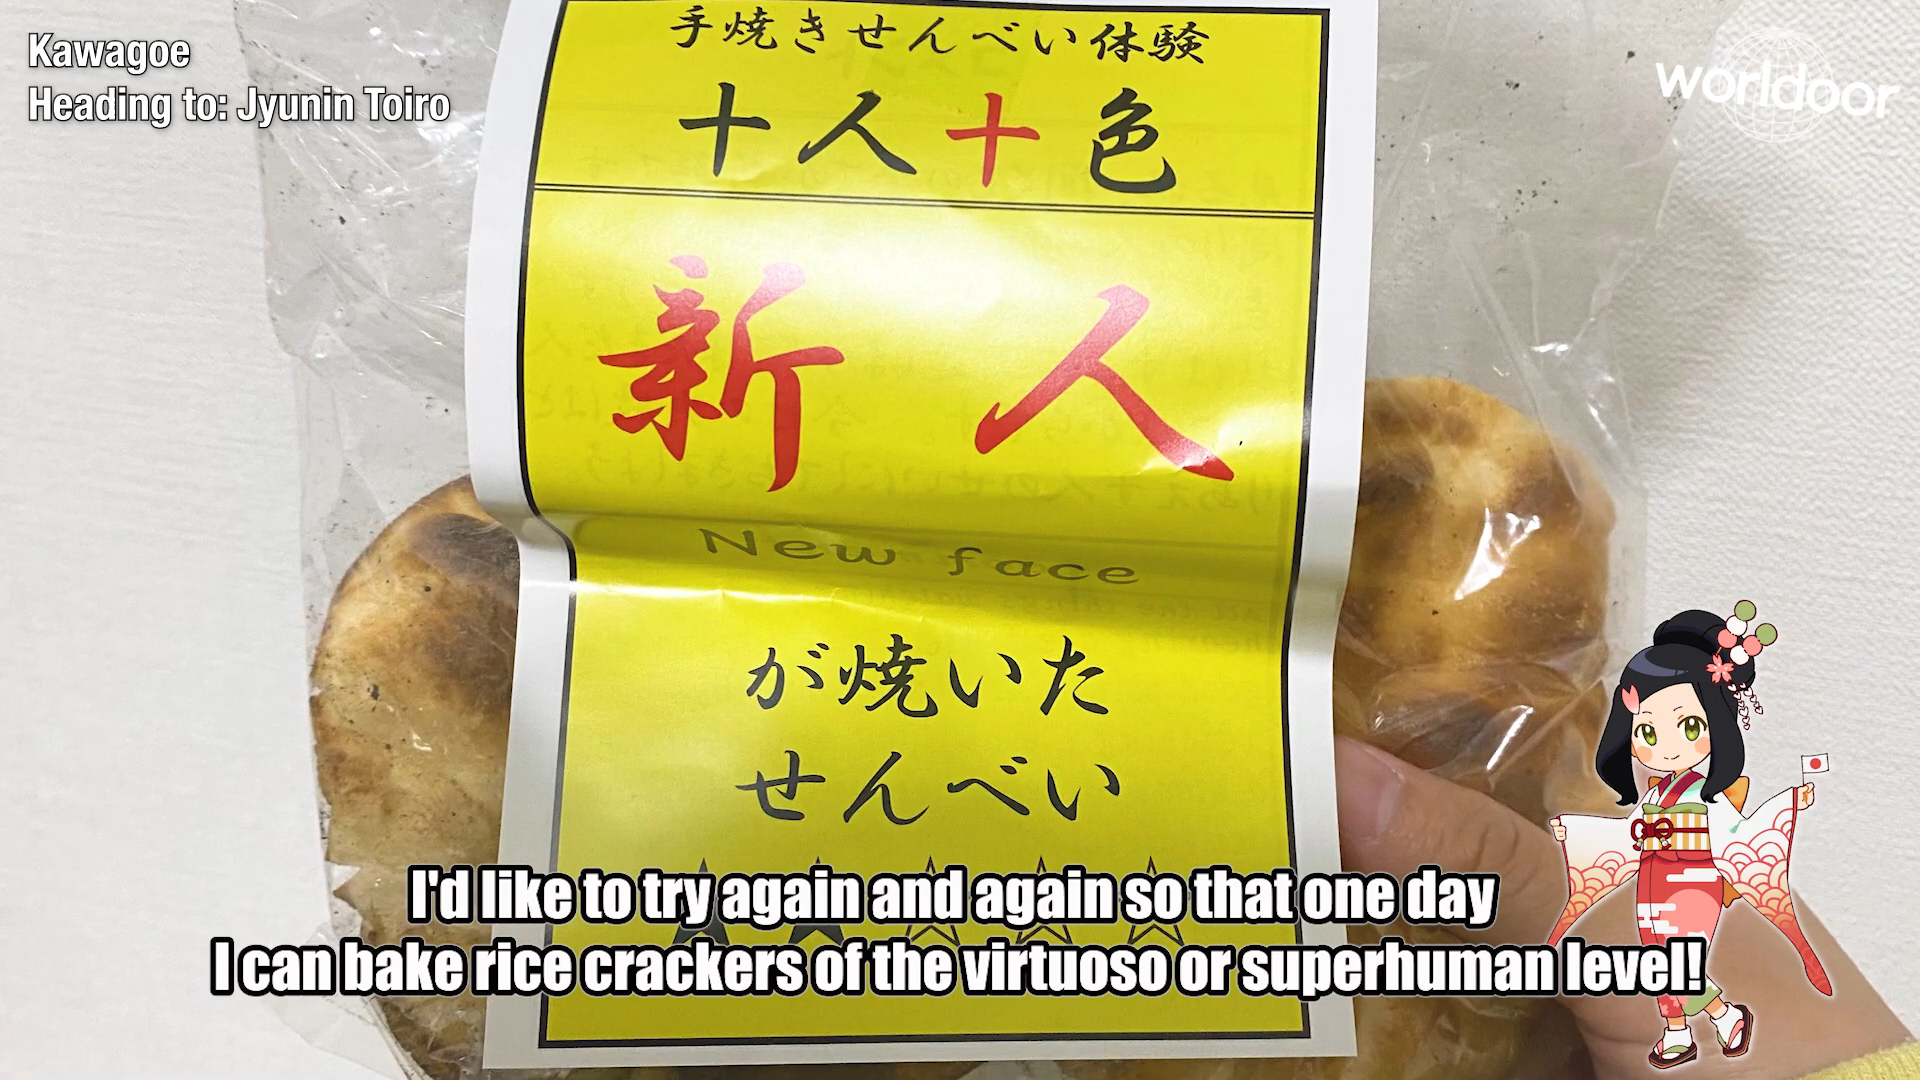 Kawagoe
Heading to: Jyunin Toiro
worldoor
手焼きせんべい体験
十人十色
新人
New face
が焼いた
せんべい
★★☆☆☆
I'd like to try again and again so that one day
I can bake rice crackers of the virtuoso or superhuman level!